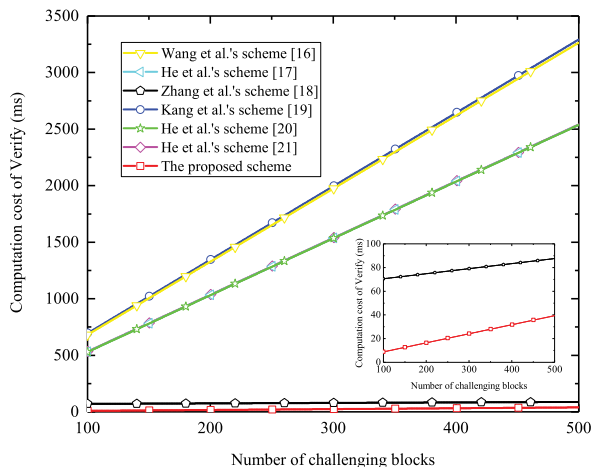 3500
3000
2500
2000
1500
1000
500
0
Computation cost of Verify (ms)
Wang et al.'s scheme [16]
He et al.'s scheme [17]
Zhang et al.'s scheme [18]
Kang et al.'s scheme [19]
He et al.'s scheme [20]
He et al.'s scheme [21]
The proposed scheme
100
80
60
40
20
0
Computation cost of Verify (ms)
100 200 300 400 500
Number of challenging blocks
100 200 300 400 500
Number of challenging blocks